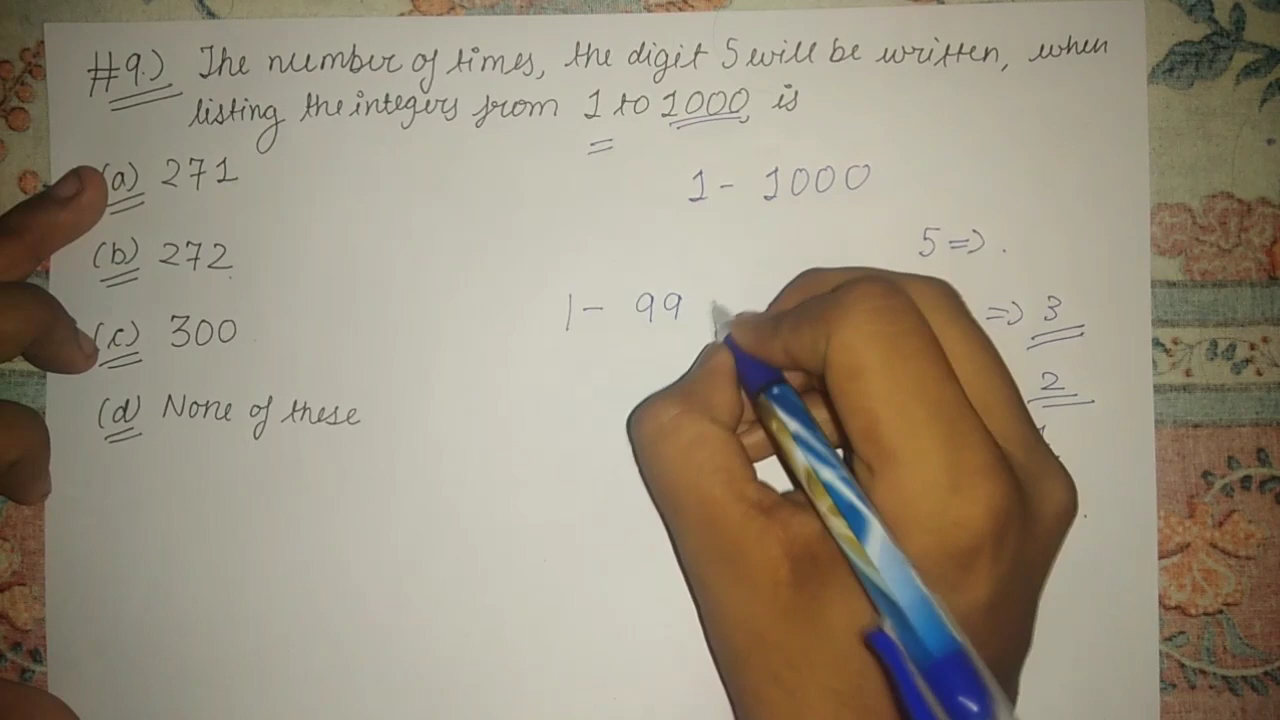 #9.) The number of times, the digit 5 will be written, when
listing the integers from 1 to 1000, is
(a) 271
(b) 272
(c) 300
(d) None of these
1 - 1000
5 => .
1 - 99
=> 3
2